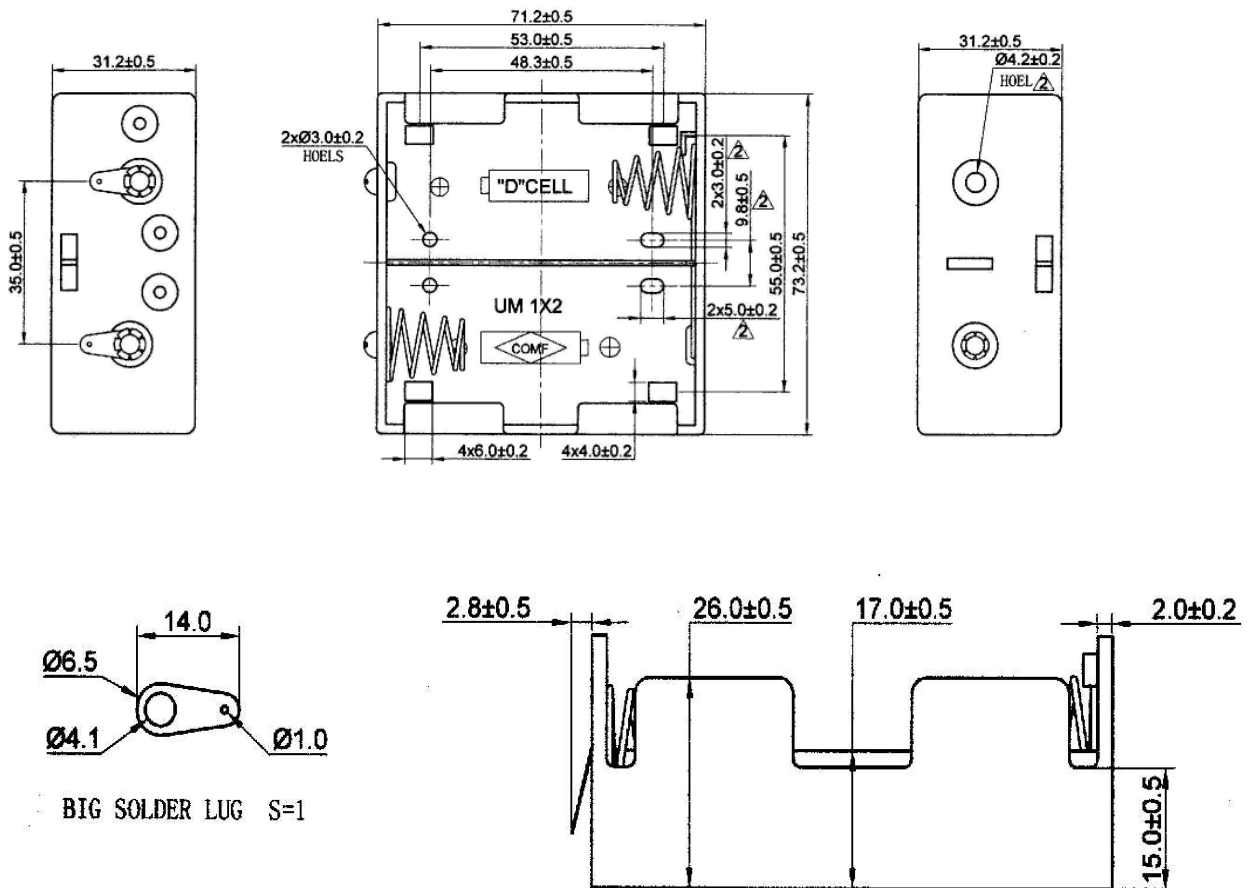 71.2±0.5
53.0±0.5
48.3±0.5
31.2±0.5
31.2±0.5
Ø4.2±0.2
HOEL 2
2xØ3.0±0.2
HOELS
"D"CELL
2x3.0±0.2 2
9.8±0.5 2
55.0±0.5
73.2±0.5
35.0±0.5
UM 1X2
COMF
2x5.0±0.2
2
4x6.0±0.2
4x4.0±0.2
14.0
Ø6.5
Ø4.1
Ø1.0
BIG SOLDER LUG S=1
2.8±0.5
26.0±0.5
17.0±0.5
2.0±0.2
15.0±0.5